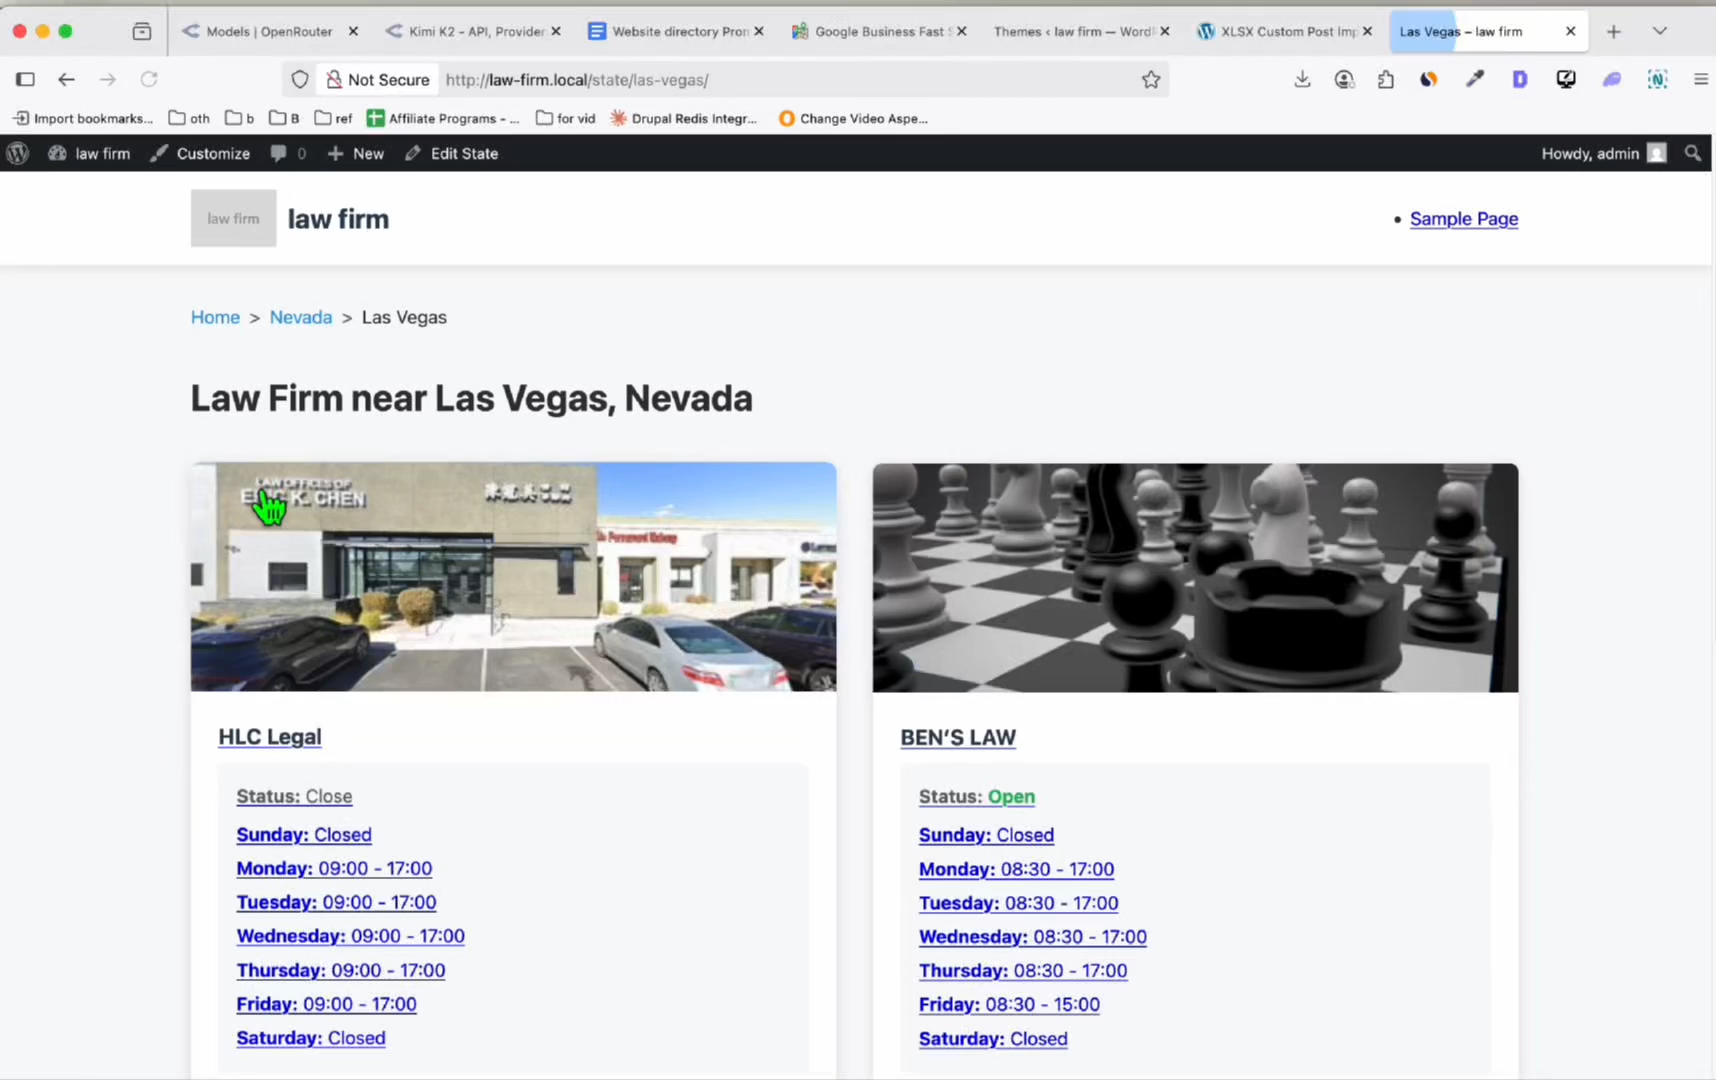 Models | OpenRouter
Kimi K2 – API, Provider
Website directory Pron
Google Business Fast S
Themes ‹ law firm — WordP
XLSX Custom Post Imp
Las Vegas – law firm
Not Secure
http://law-firm.local/state/las-vegas/
Import bookmarks...
oth
b
B
ref
Affiliate Programs - ...
for vid
Drupal Redis Integr...
Change Video Aspe...
law firm
Customize
0
New
Edit State
Howdy, admin
law firm
law firm
• Sample Page
Home > Nevada > Las Vegas
Law Firm near Las Vegas, Nevada
LAW OFFICES OF
K. CHEN
HLC Legal
Status: Close
Sunday: Closed
Monday: 09:00 - 17:00
Tuesday: 09:00 - 17:00
Wednesday: 09:00 - 17:00
Thursday: 09:00 - 17:00
Friday: 09:00 - 17:00
Saturday: Closed
BEN’S LAW
Status: Open
Sunday: Closed
Monday: 08:30 - 17:00
Tuesday: 08:30 - 17:00
Wednesday: 08:30 - 17:00
Thursday: 08:30 - 17:00
Friday: 08:30 - 15:00
Saturday: Closed